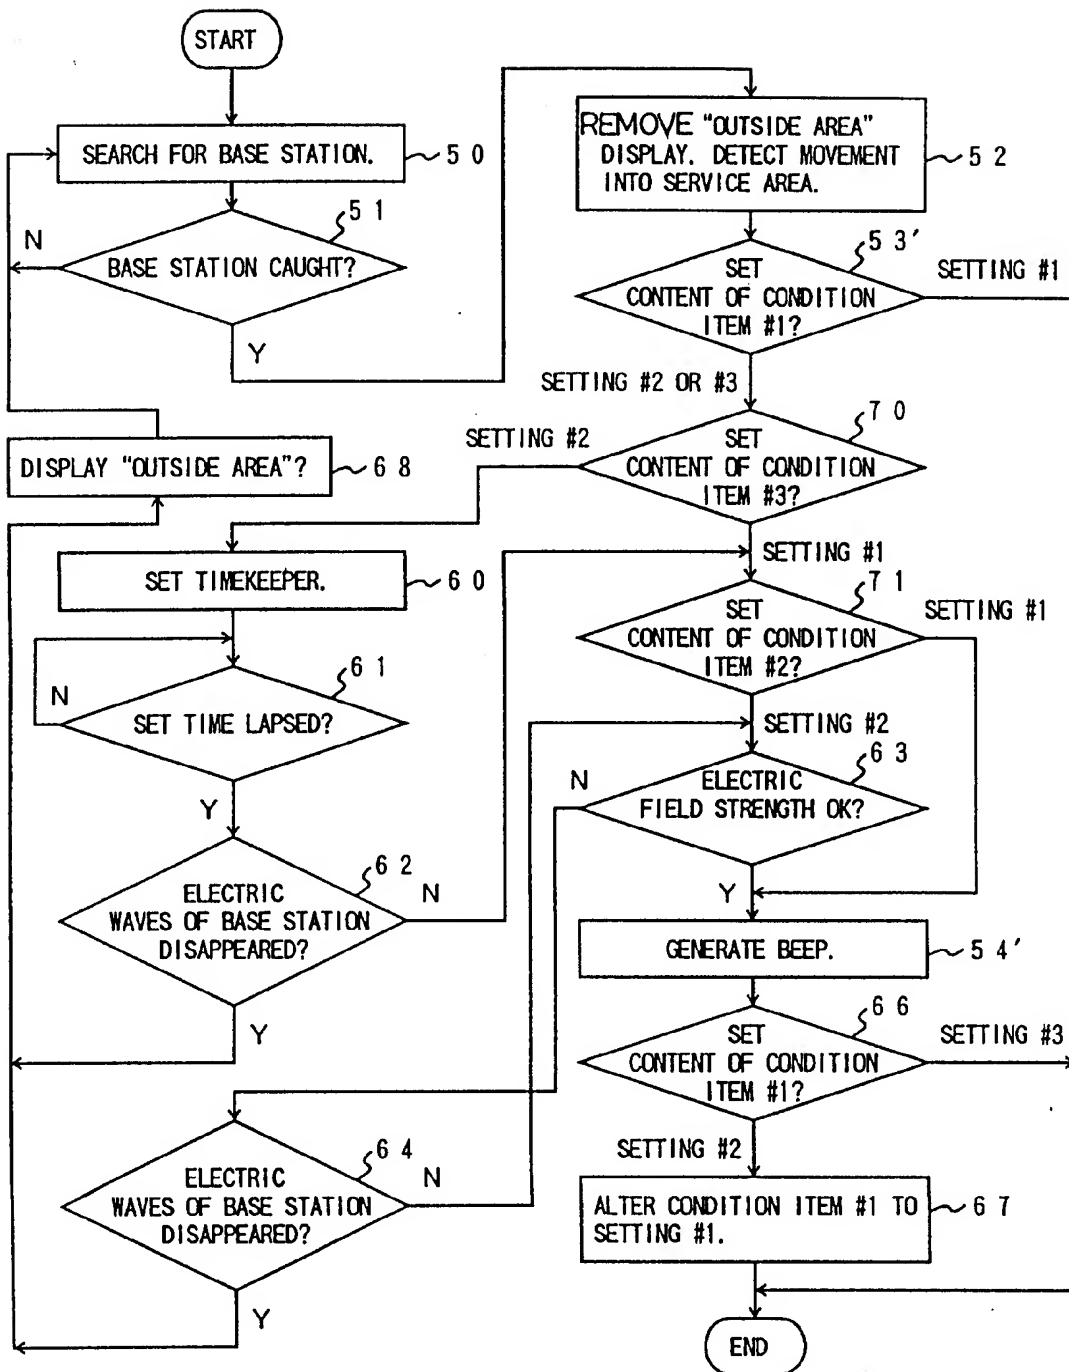 START
SEARCH FOR BASE STATION.
50
51
N
BASE STATION CAUGHT?
Y
REMOVE "OUTSIDE AREA"
DISPLAY. DETECT MOVEMENT
INTO SERVICE AREA.
52
53'
SET
CONTENT OF CONDITION
ITEM #1?
SETTING #1
SETTING #2 OR #3
70
SETTING #2
SET
CONTENT OF CONDITION
ITEM #3?
DISPLAY "OUTSIDE AREA"?
68
SETTING #1
SET TIMEKEEPER.
60
71
SET
CONTENT OF CONDITION
ITEM #2?
SETTING #1
61
N
SET TIME LAPSED?
Y
SETTING #2
63
N
ELECTRIC
FIELD STRENGTH OK?
Y
62
N
ELECTRIC
WAVES OF BASE STATION
DISAPPEARED?
Y
GENERATE BEEP.
54'
66
SET
CONTENT OF CONDITION
ITEM #1?
SETTING #3
SETTING #2
64
N
ELECTRIC
WAVES OF BASE STATION
DISAPPEARED?
Y
ALTER CONDITION ITEM #1 TO
SETTING #1.
67
END